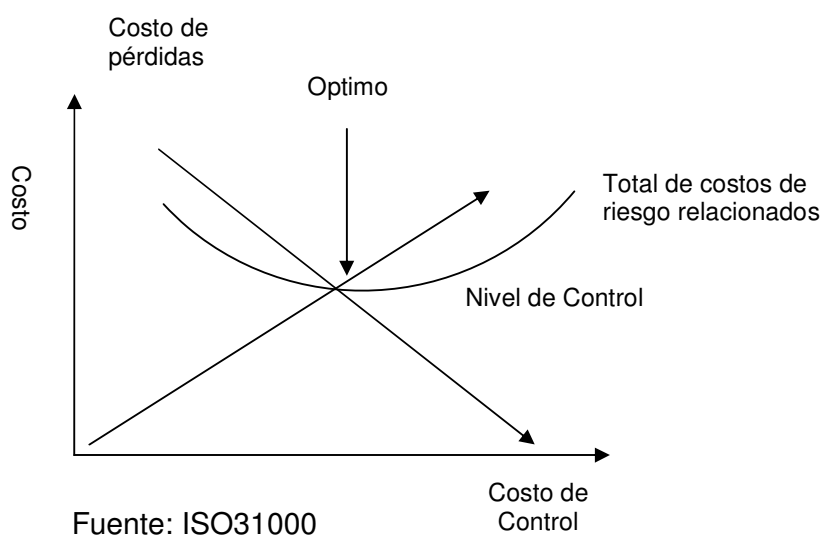 Costo de
pérdidas
Optimo
Costo
Total de costos de
riesgo relacionados
Nivel de Control
Costo de
Control
Fuente: ISO31000